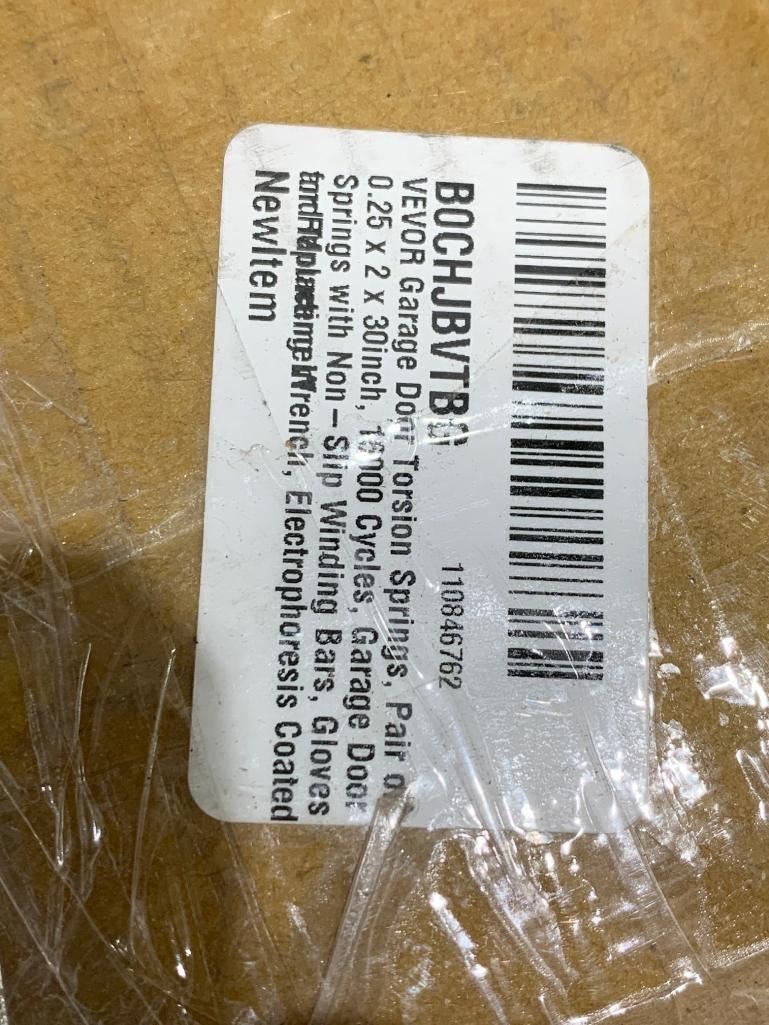 B0CHJBVTBG 110846762
VEVOR Garage Door Torsion Springs, Pair of
0.25 x 2 x 30inch, 10000 Cycles, Garage Door
Springs with Non-Slip Winding Bars, Gloves
Wrench, Electrophoresis Coated
NewItem